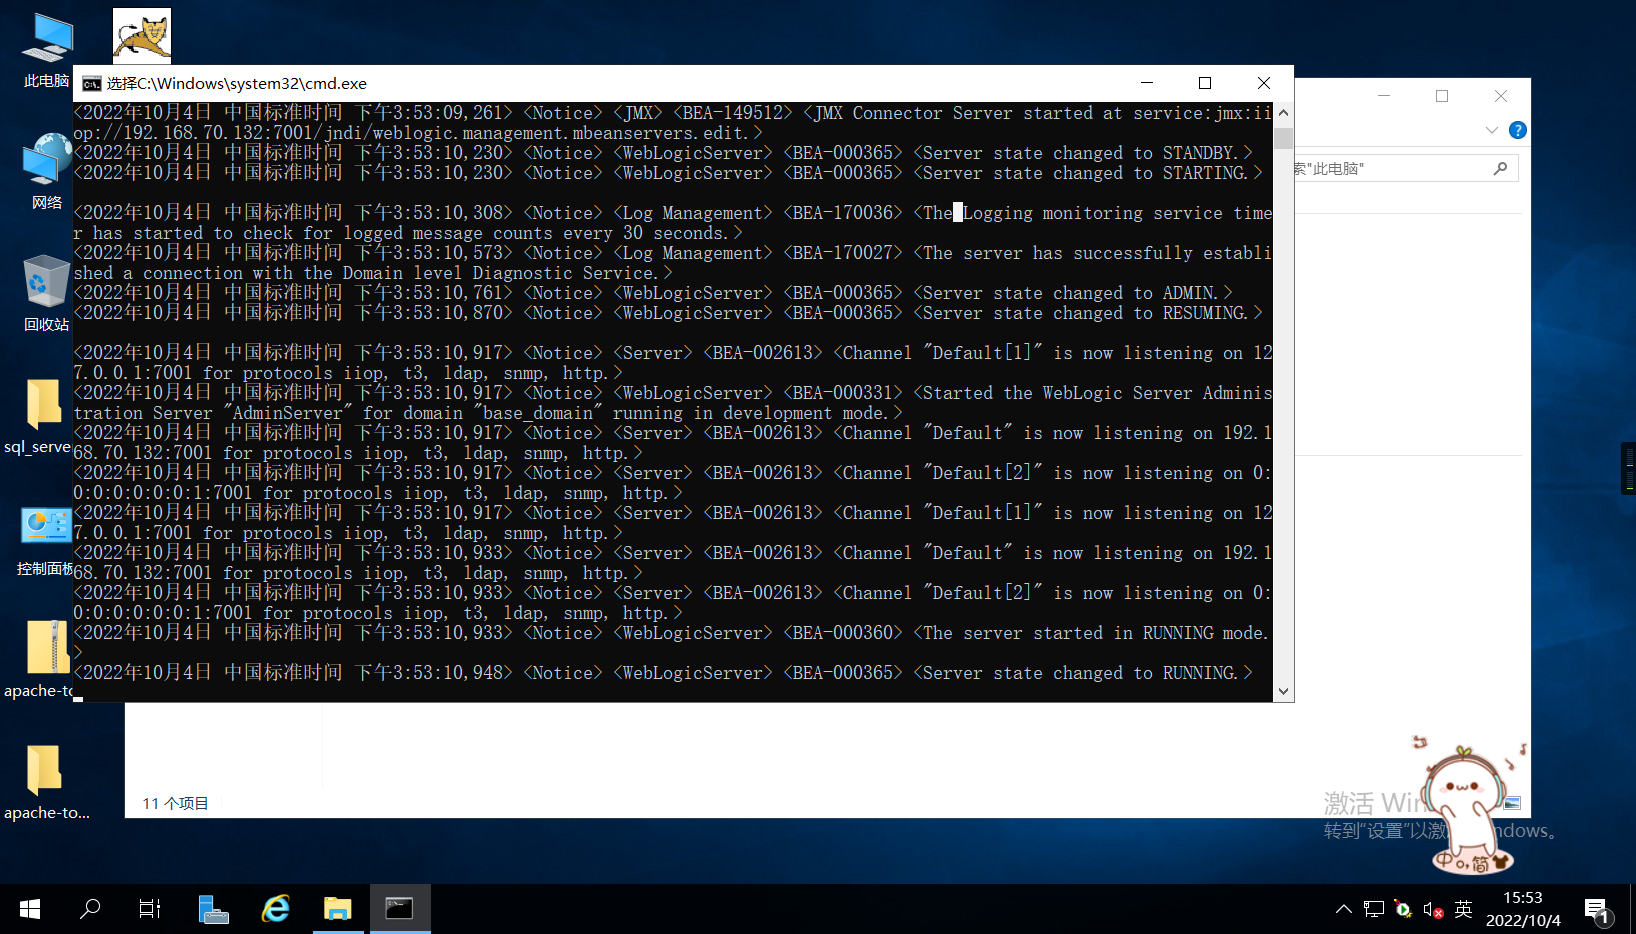 此电脑
选择C:\Windows\system32\cmd.exe
<2022年10月4日 中国标准时间 下午3:53:09,261> <Notice> <JMX> <BEA-149512> <JMX Connector Server started at service:jmx:ii
op://192.168.70.132:7001/jndi/weblogic.management.mbeanservers.edit.>
<2022年10月4日 中国标准时间 下午3:53:10,230> <Notice> <WebLogicServer> <BEA-000365> <Server state changed to STANDBY.>
<2022年10月4日 中国标准时间 下午3:53:10,230> <Notice> <WebLogicServer> <BEA-000365> <Server state changed to STARTING.>
<2022年10月4日 中国标准时间 下午3:53:10,308> <Notice> <Log Management> <BEA-170036> <The Logging monitoring service time
r has started to check for logged message counts every 30 seconds.>
<2022年10月4日 中国标准时间 下午3:53:10,573> <Notice> <Log Management> <BEA-170027> <The server has successfully establi
shed a connection with the Domain level Diagnostic Service.>
<2022年10月4日 中国标准时间 下午3:53:10,761> <Notice> <WebLogicServer> <BEA-000365> <Server state changed to ADMIN.>
<2022年10月4日 中国标准时间 下午3:53:10,870> <Notice> <WebLogicServer> <BEA-000365> <Server state changed to RESUMING.>
<2022年10月4日 中国标准时间 下午3:53:10,917> <Notice> <Server> <BEA-002613> <Channel "Default[1]" is now listening on 12
7.0.0.1:7001 for protocols iiop, t3, ldap, snmp, http.>
<2022年10月4日 中国标准时间 下午3:53:10,917> <Notice> <WebLogicServer> <BEA-000331> <Started the WebLogic Server Adminis
tration Server "AdminServer" for domain "base_domain" running in development mode.>
<2022年10月4日 中国标准时间 下午3:53:10,917> <Notice> <Server> <BEA-002613> <Channel "Default" is now listening on 192.1
68.70.132:7001 for protocols iiop, t3, ldap, snmp, http.>
<2022年10月4日 中国标准时间 下午3:53:10,917> <Notice> <Server> <BEA-002613> <Channel "Default[2]" is now listening on 0:
0:0:0:0:0:0:1:7001 for protocols iiop, t3, ldap, snmp, http.>
<2022年10月4日 中国标准时间 下午3:53:10,917> <Notice> <Server> <BEA-002613> <Channel "Default[1]" is now listening on 12
7.0.0.1:7001 for protocols iiop, t3, ldap, snmp, http.>
<2022年10月4日 中国标准时间 下午3:53:10,933> <Notice> <Server> <BEA-002613> <Channel "Default" is now listening on 192.1
68.70.132:7001 for protocols iiop, t3, ldap, snmp, http.>
<2022年10月4日 中国标准时间 下午3:53:10,933> <Notice> <Server> <BEA-002613> <Channel "Default[2]" is now listening on 0:
0:0:0:0:0:0:1:7001 for protocols iiop, t3, ldap, snmp, http.>
<2022年10月4日 中国标准时间 下午3:53:10,933> <Notice> <WebLogicServer> <BEA-000360> <The server started in RUNNING mode.
>
<2022年10月4日 中国标准时间 下午3:53:10,948> <Notice> <WebLogicServer> <BEA-000365> <Server state changed to RUNNING.>
索"此电脑"
网络
回收站
sql_serve
控制面板
apache-to
apache-to...
11 个项目
激活 Win
转到"设置"以激 ndows。
中 简
英
15:53
2022/10/4
1